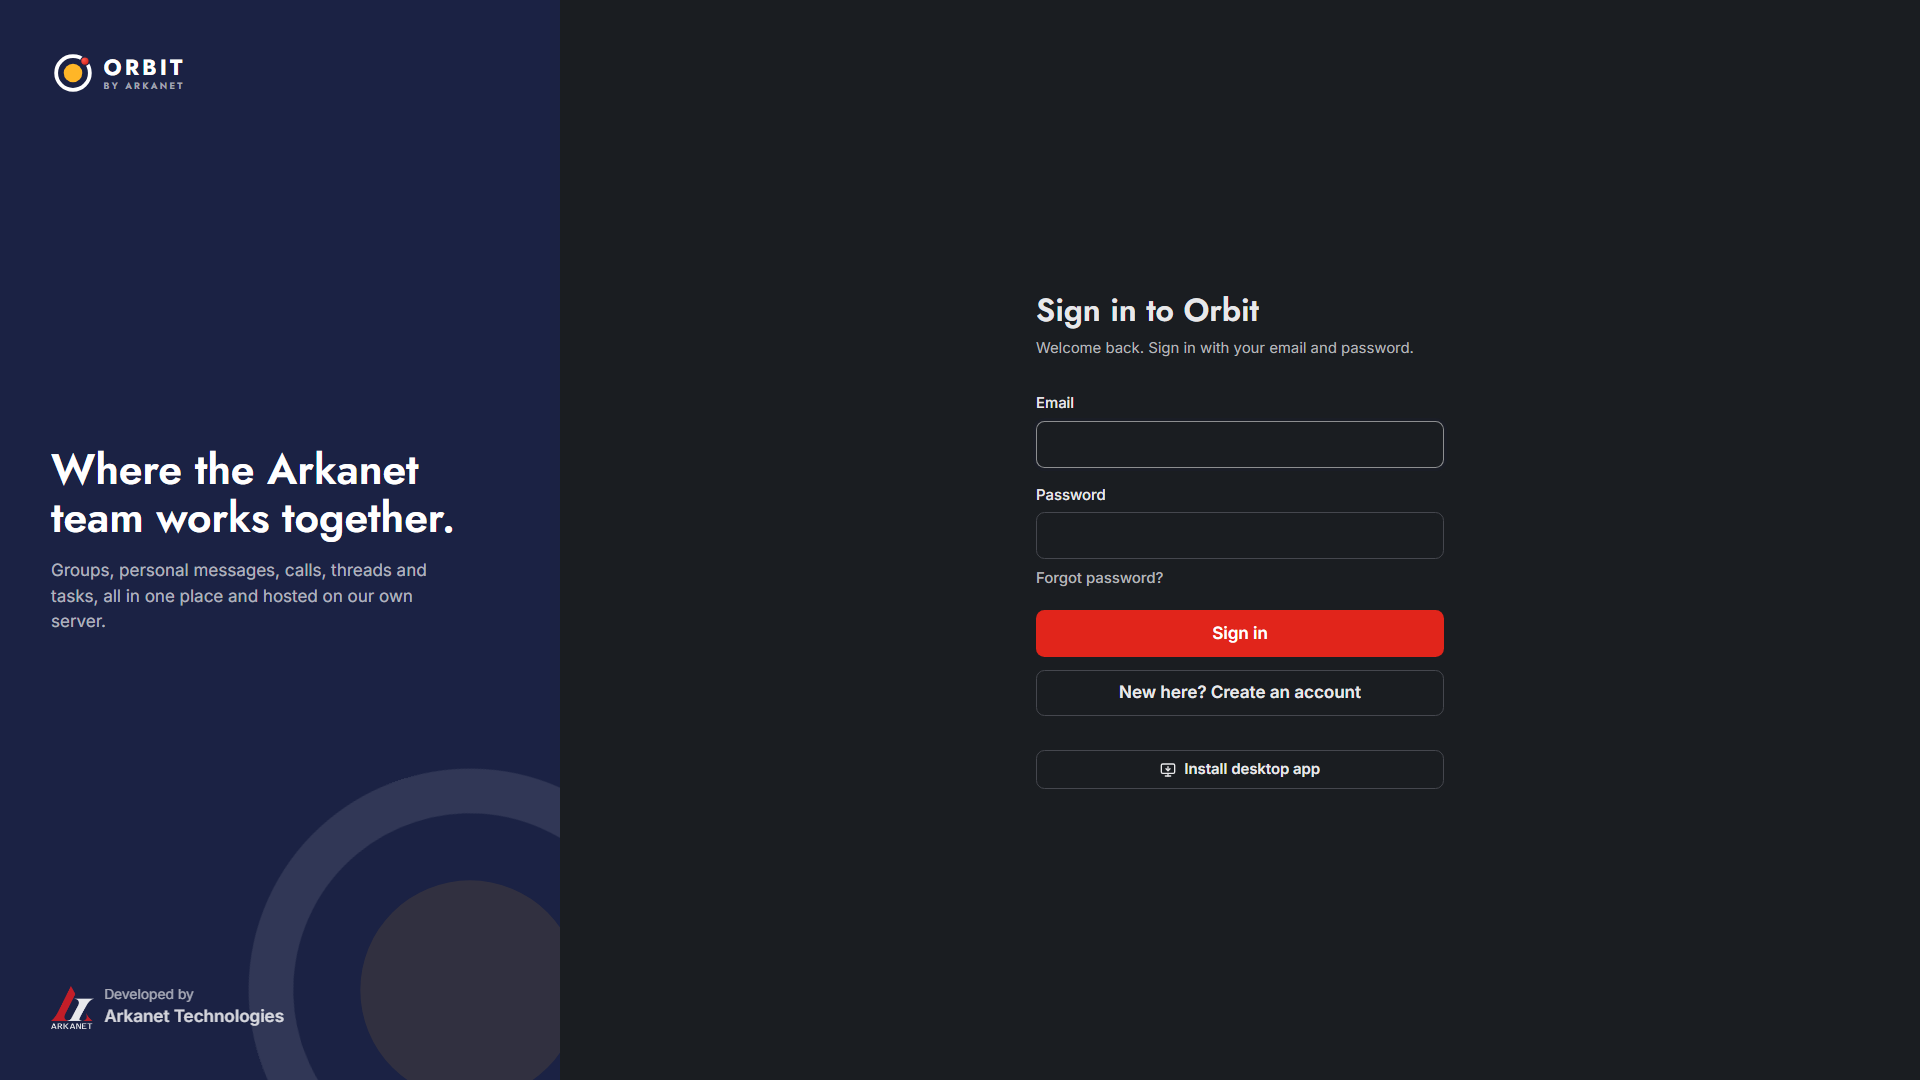 ORBIT
BY ARKANET
Where the Arkanet
team works together.
Groups, personal messages, calls, threads and
tasks, all in one place and hosted on our own
server.
ARKANET
Developed by
Arkanet Technologies
Sign in to Orbit
Welcome back. Sign in with your email and password.
Email
Password
Forgot password?
Sign in
New here? Create an account
Install desktop app